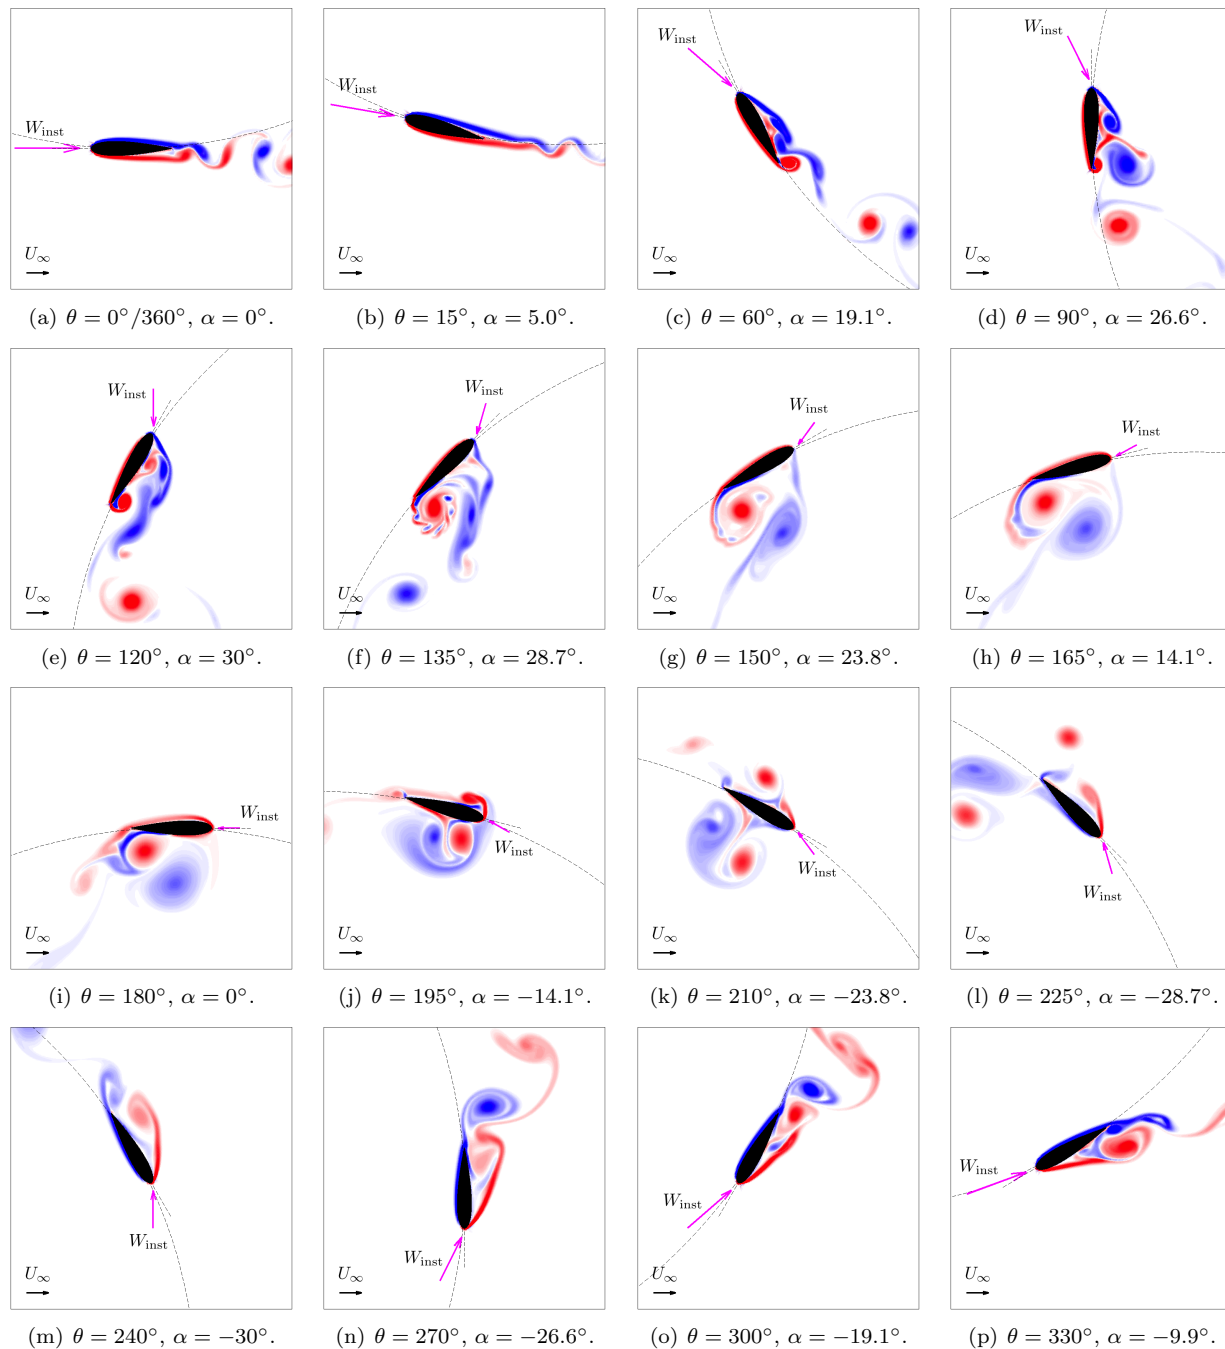 W_inst W_inst W_inst W_inst
U_∞ U_∞ U_∞ U_∞
(a) θ = 0°/360°, α = 0°. (b) θ = 15°, α = 5.0°. (c) θ = 60°, α = 19.1°. (d) θ = 90°, α = 26.6°.
W_inst W_inst W_inst W_inst
U_∞ U_∞ U_∞ U_∞
(e) θ = 120°, α = 30°. (f) θ = 135°, α = 28.7°. (g) θ = 150°, α = 23.8°. (h) θ = 165°, α = 14.1°.
W_inst W_inst W_inst W_inst
U_∞ U_∞ U_∞ U_∞
(i) θ = 180°, α = 0°. (j) θ = 195°, α = −14.1°. (k) θ = 210°, α = −23.8°. (l) θ = 225°, α = −28.7°.
W_inst W_inst W_inst W_inst
U_∞ U_∞ U_∞ U_∞
(m) θ = 240°, α = −30°. (n) θ = 270°, α = −26.6°. (o) θ = 300°, α = −19.1°. (p) θ = 330°, α = −9.9°.